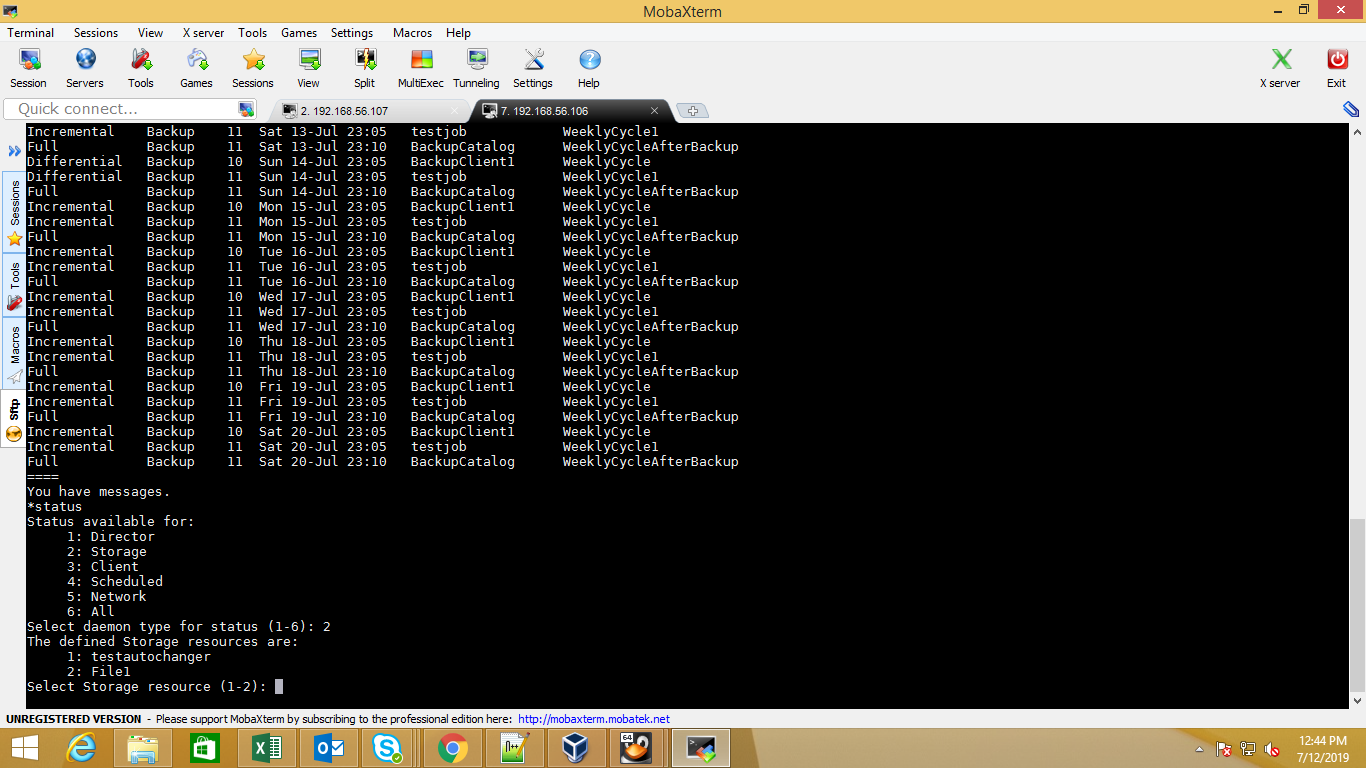 MobaXterm
Terminal Sessions View X server Tools Games Settings Macros Help
Session Servers Tools Games Sessions View Split MultiExec Tunneling Settings Help X server Exit
Quick connect... 2. 192.168.56.107 7. 192.168.56.106
Sessions
Tools
Macros
Sftp
Incremental Backup 11 Sat 13-Jul 23:05 testjob WeeklyCycle1
Full Backup 11 Sat 13-Jul 23:10 BackupCatalog WeeklyCycleAfterBackup
Differential Backup 10 Sun 14-Jul 23:05 BackupClient1 WeeklyCycle
Differential Backup 11 Sun 14-Jul 23:05 testjob WeeklyCycle1
Full Backup 11 Sun 14-Jul 23:10 BackupCatalog WeeklyCycleAfterBackup
Incremental Backup 10 Mon 15-Jul 23:05 BackupClient1 WeeklyCycle
Incremental Backup 11 Mon 15-Jul 23:05 testjob WeeklyCycle1
Full Backup 11 Mon 15-Jul 23:10 BackupCatalog WeeklyCycleAfterBackup
Incremental Backup 10 Tue 16-Jul 23:05 BackupClient1 WeeklyCycle
Incremental Backup 11 Tue 16-Jul 23:05 testjob WeeklyCycle1
Full Backup 11 Tue 16-Jul 23:10 BackupCatalog WeeklyCycleAfterBackup
Incremental Backup 10 Wed 17-Jul 23:05 BackupClient1 WeeklyCycle
Incremental Backup 11 Wed 17-Jul 23:05 testjob WeeklyCycle1
Full Backup 11 Wed 17-Jul 23:10 BackupCatalog WeeklyCycleAfterBackup
Incremental Backup 10 Thu 18-Jul 23:05 BackupClient1 WeeklyCycle
Incremental Backup 11 Thu 18-Jul 23:05 testjob WeeklyCycle1
Full Backup 11 Thu 18-Jul 23:10 BackupCatalog WeeklyCycleAfterBackup
Incremental Backup 10 Fri 19-Jul 23:05 BackupClient1 WeeklyCycle
Incremental Backup 11 Fri 19-Jul 23:05 testjob WeeklyCycle1
Full Backup 11 Fri 19-Jul 23:10 BackupCatalog WeeklyCycleAfterBackup
Incremental Backup 10 Sat 20-Jul 23:05 BackupClient1 WeeklyCycle
Incremental Backup 11 Sat 20-Jul 23:05 testjob WeeklyCycle1
Full Backup 11 Sat 20-Jul 23:10 BackupCatalog WeeklyCycleAfterBackup
====
You have messages.
*status
Status available for:
1: Director
2: Storage
3: Client
4: Scheduled
5: Network
6: All
Select daemon type for status (1-6): 2
The defined Storage resources are:
1: testautochanger
2: File1
Select Storage resource (1-2):
UNREGISTERED VERSION - Please support MobaXterm by subscribing to the professional edition here: http://mobaxterm.mobatek.net
64
12:44 PM
7/12/2019